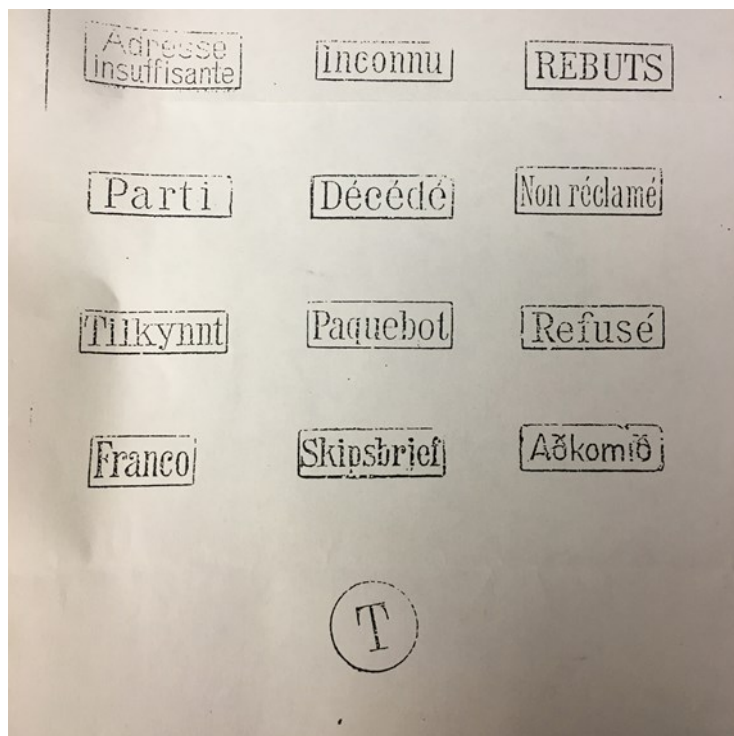 Adresse
insuffisante
inconnu
REBUTS
Parti
Décédé
Non réclamé
Tilkynnt
Paquebot
Refusé
Franco
Skipsbrief
Aðkomið
T